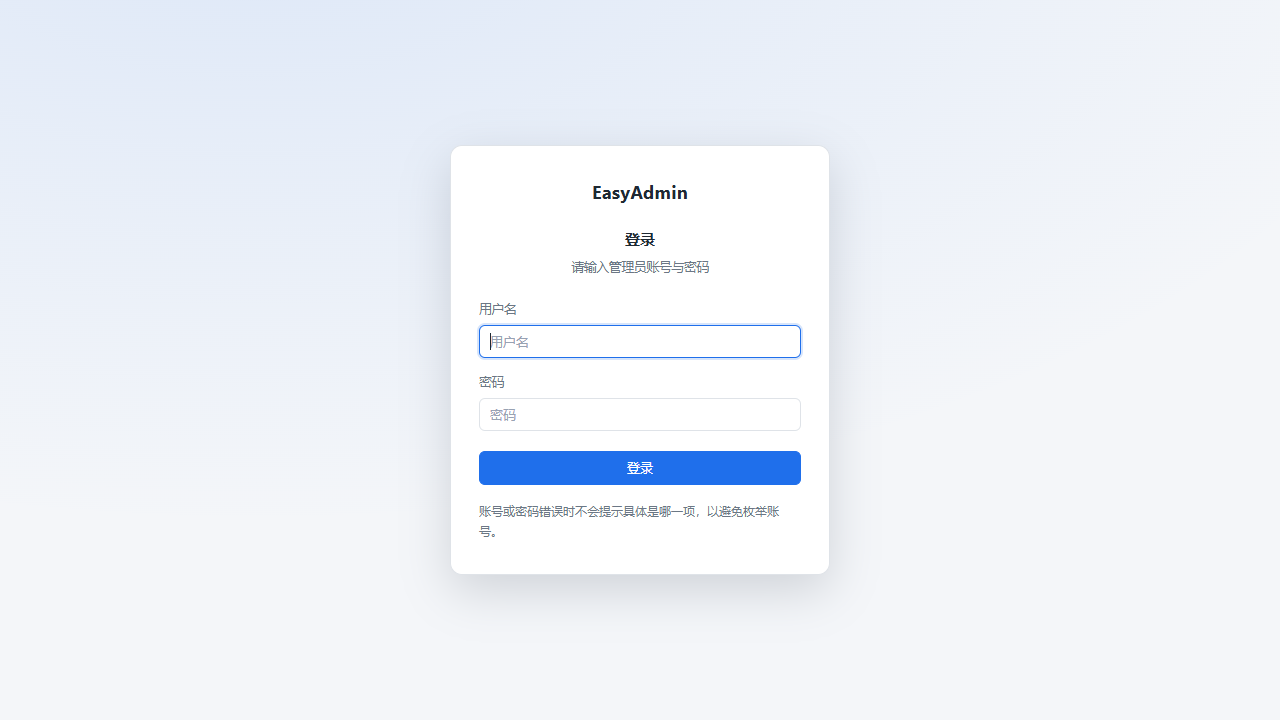 EasyAdmin
登录
请输入管理员账号与密码
用户名
用户名
密码
密码
登录
账号或密码错误时不会提示具体是哪一项，以避免枚举账
号。